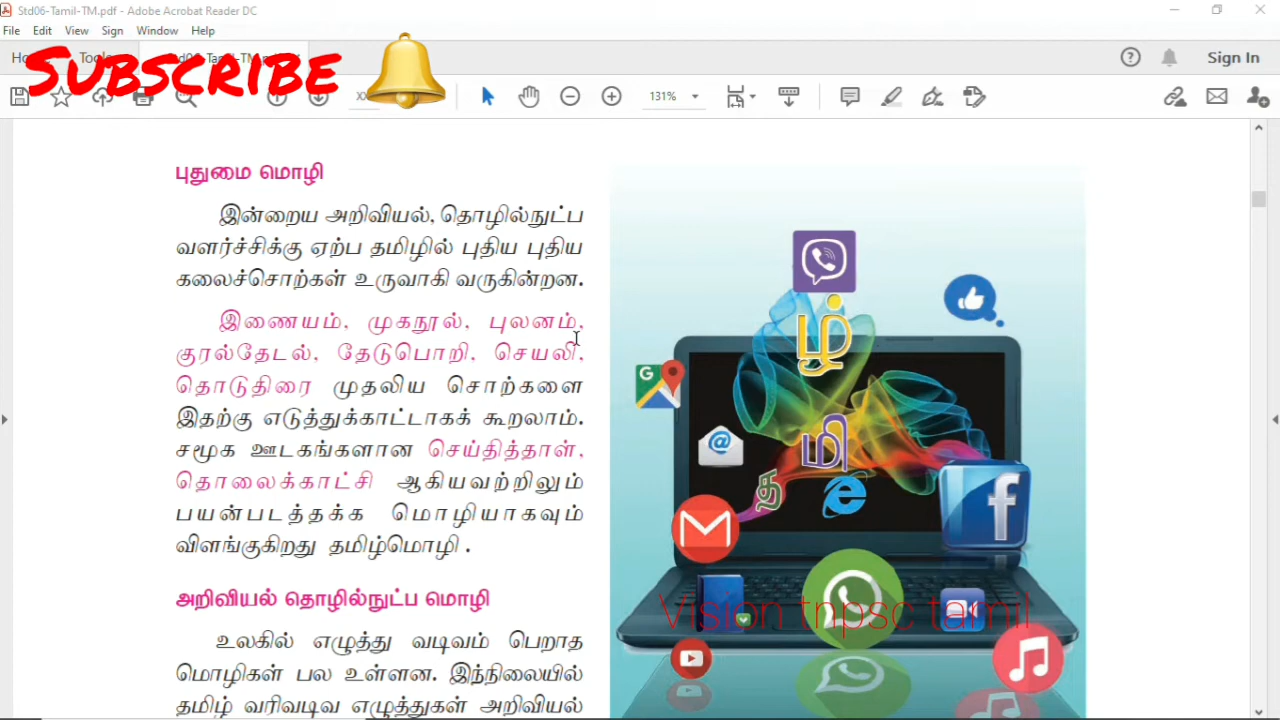 Std06-Tamil-TM.pdf - Adobe Acrobat Reader DC
File Edit View Sign Window Help
SUBSCRIBE
Sign In
131%
புதுமை மொழி
இன்றைய அறிவியல், தொழில்நுட்ப
வளர்ச்சிக்கு ஏற்ப தமிழில் புதிய புதிய
கலைச்சொற்கள் உருவாகி வருகின்றன.
இணையம், முகநூல், புலனம்,
குரல்தேடல், தேடுபொறி, செயலி,
தொடுதிரை முதலிய சொற்களை
இதற்கு எடுத்துக்காட்டாகக் கூறலாம்.
சமூக ஊடகங்களான செய்தித்தாள்,
தொலைக்காட்சி ஆகியவற்றிலும்
பயன்படத்தக்க மொழியாகவும்
விளங்குகிறது தமிழ்மொழி .
அறிவியல் தொழில்நுட்ப மொழி
உலகில் எழுத்து வடிவம் பெறாத
மொழிகள் பல உள்ளன. இந்நிலையில்
தமிழ் வரிவடிவ எழுத்துகள் அறிவியல்
ழ்
மி
த
Vision tnpsc tamil